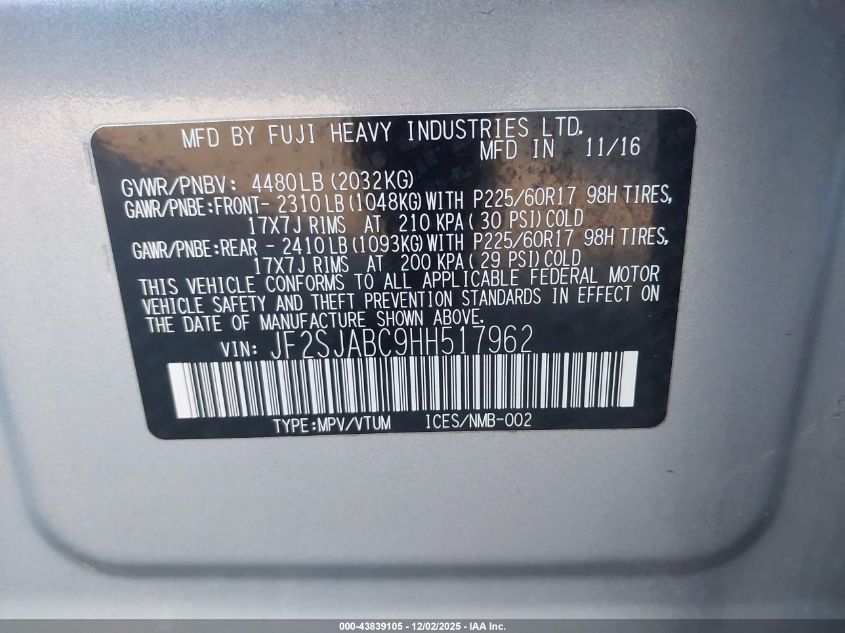 MFD BY FUJI HEAVY INDUSTRIES LTD.
MFD IN 11/16
GVWR/PNBV: 4480LB (2032KG)
GAWR/PNBE:FRONT- 2310LB (1048KG) WITH P225/60R17 98H TIRES,
17X7J RIMS AT 210 KPA (30 PSI) COLD
GAWR/PNBE:REAR - 2410LB (1093KG) WITH P225/60R17 98H TIRES,
17X7J RIMS AT 200 KPA (29 PSI) COLD
THIS VEHICLE CONFORMS TO ALL APPLICABLE FEDERAL MOTOR
VEHICLE SAFETY AND THEFT PREVENTION STANDARDS IN EFFECT ON
THE DATE OF MANUFACTURE SHOWN ABOVE.
VIN: JF2SJABC9HH517962
TYPE:MPV/VTUM ICES/NMB-002
000-43839105 - 12/02/2025 - IAA Inc.